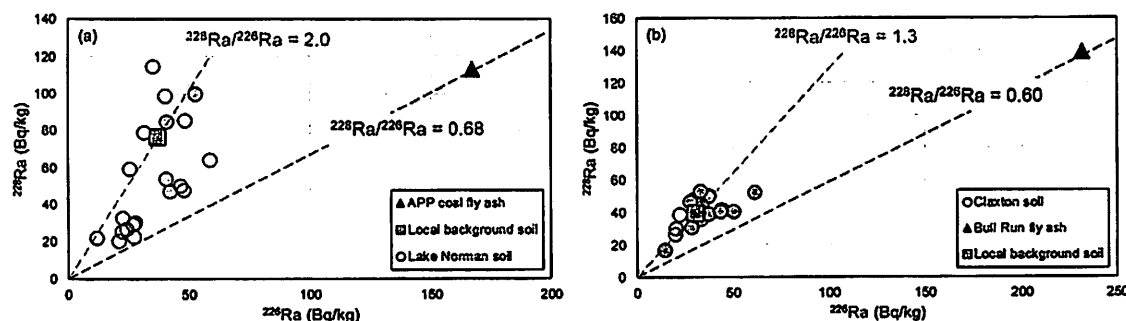 (a)
²²⁸Ra/²²⁶Ra = 2.0
²²⁸Ra/²²⁶Ra = 0.68
APP coal fly ash
Local background soil
Lake Norman soil
²²⁸Ra (Bq/kg)
140
120
100
80
60
40
20
0
0
50
100
150
200
²²⁶Ra (Bq/kg)
(b)
²²⁸Ra/²²⁶Ra = 1.3
²²⁸Ra/²²⁶Ra = 0.60
Claxton soil
Bull Run fly ash
Local background soil
²²⁸Ra (Bq/kg)
160
140
120
100
80
60
40
20
0
0
50
100
150
200
250
²²⁶Ra (Bq/kg)